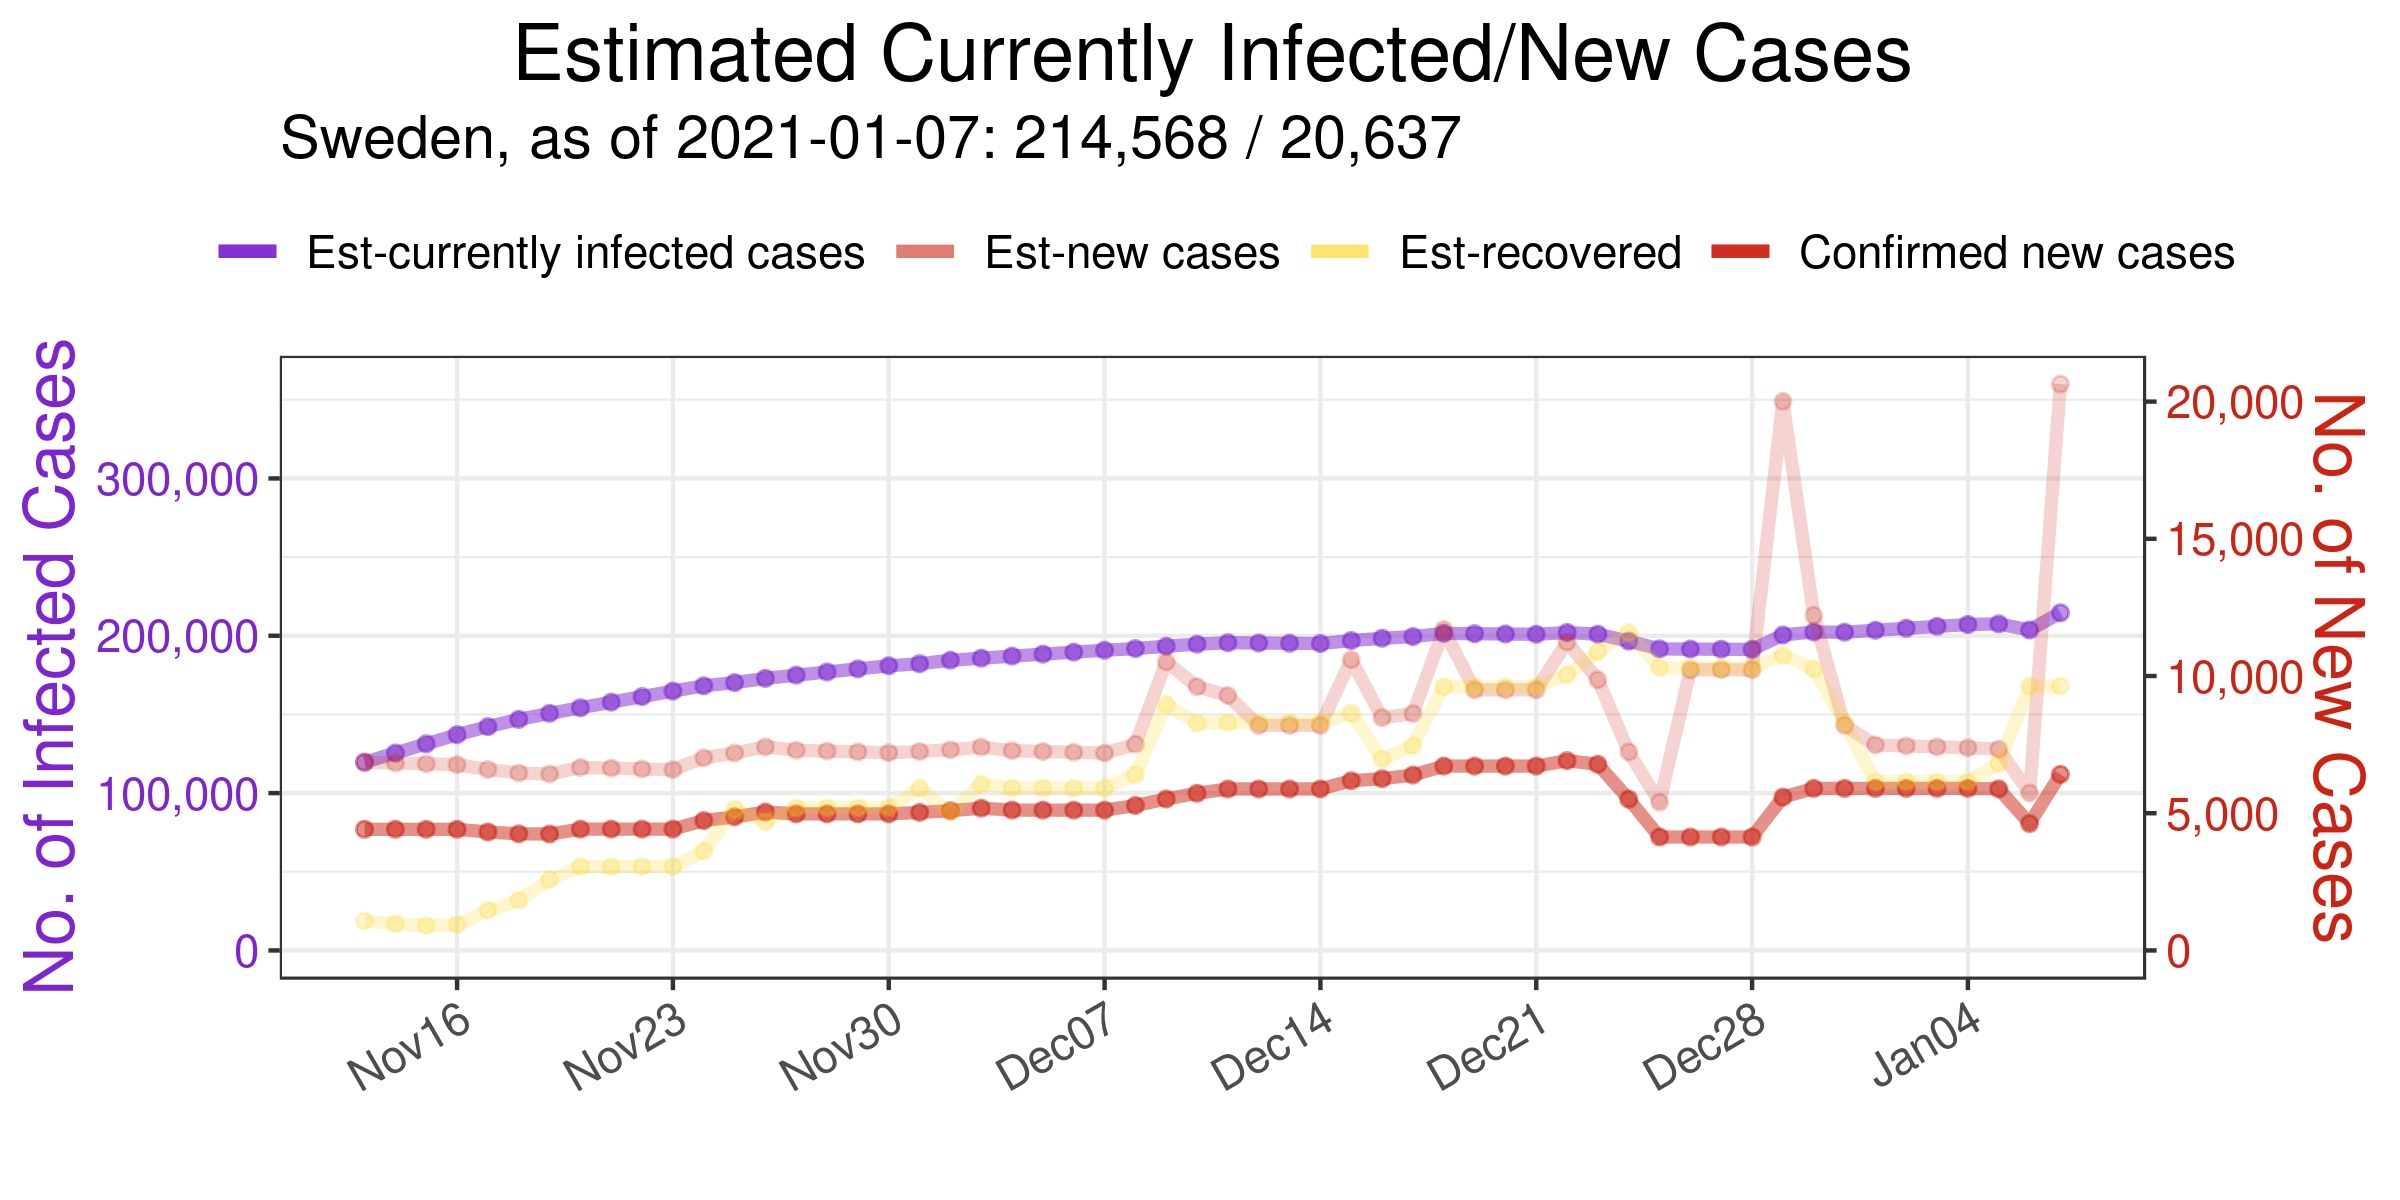 Estimated Currently Infected/New Cases
Sweden, as of 2021-01-07: 214,568 / 20,637
Est-currently infected cases Est-new cases Est-recovered Confirmed new cases
No. of Infected Cases
300,000
200,000
100,000
0
20,000
15,000
10,000
5,000
0
No. of New Cases
Nov16 Nov23 Nov30 Dec07 Dec14 Dec21 Dec28 Jan04